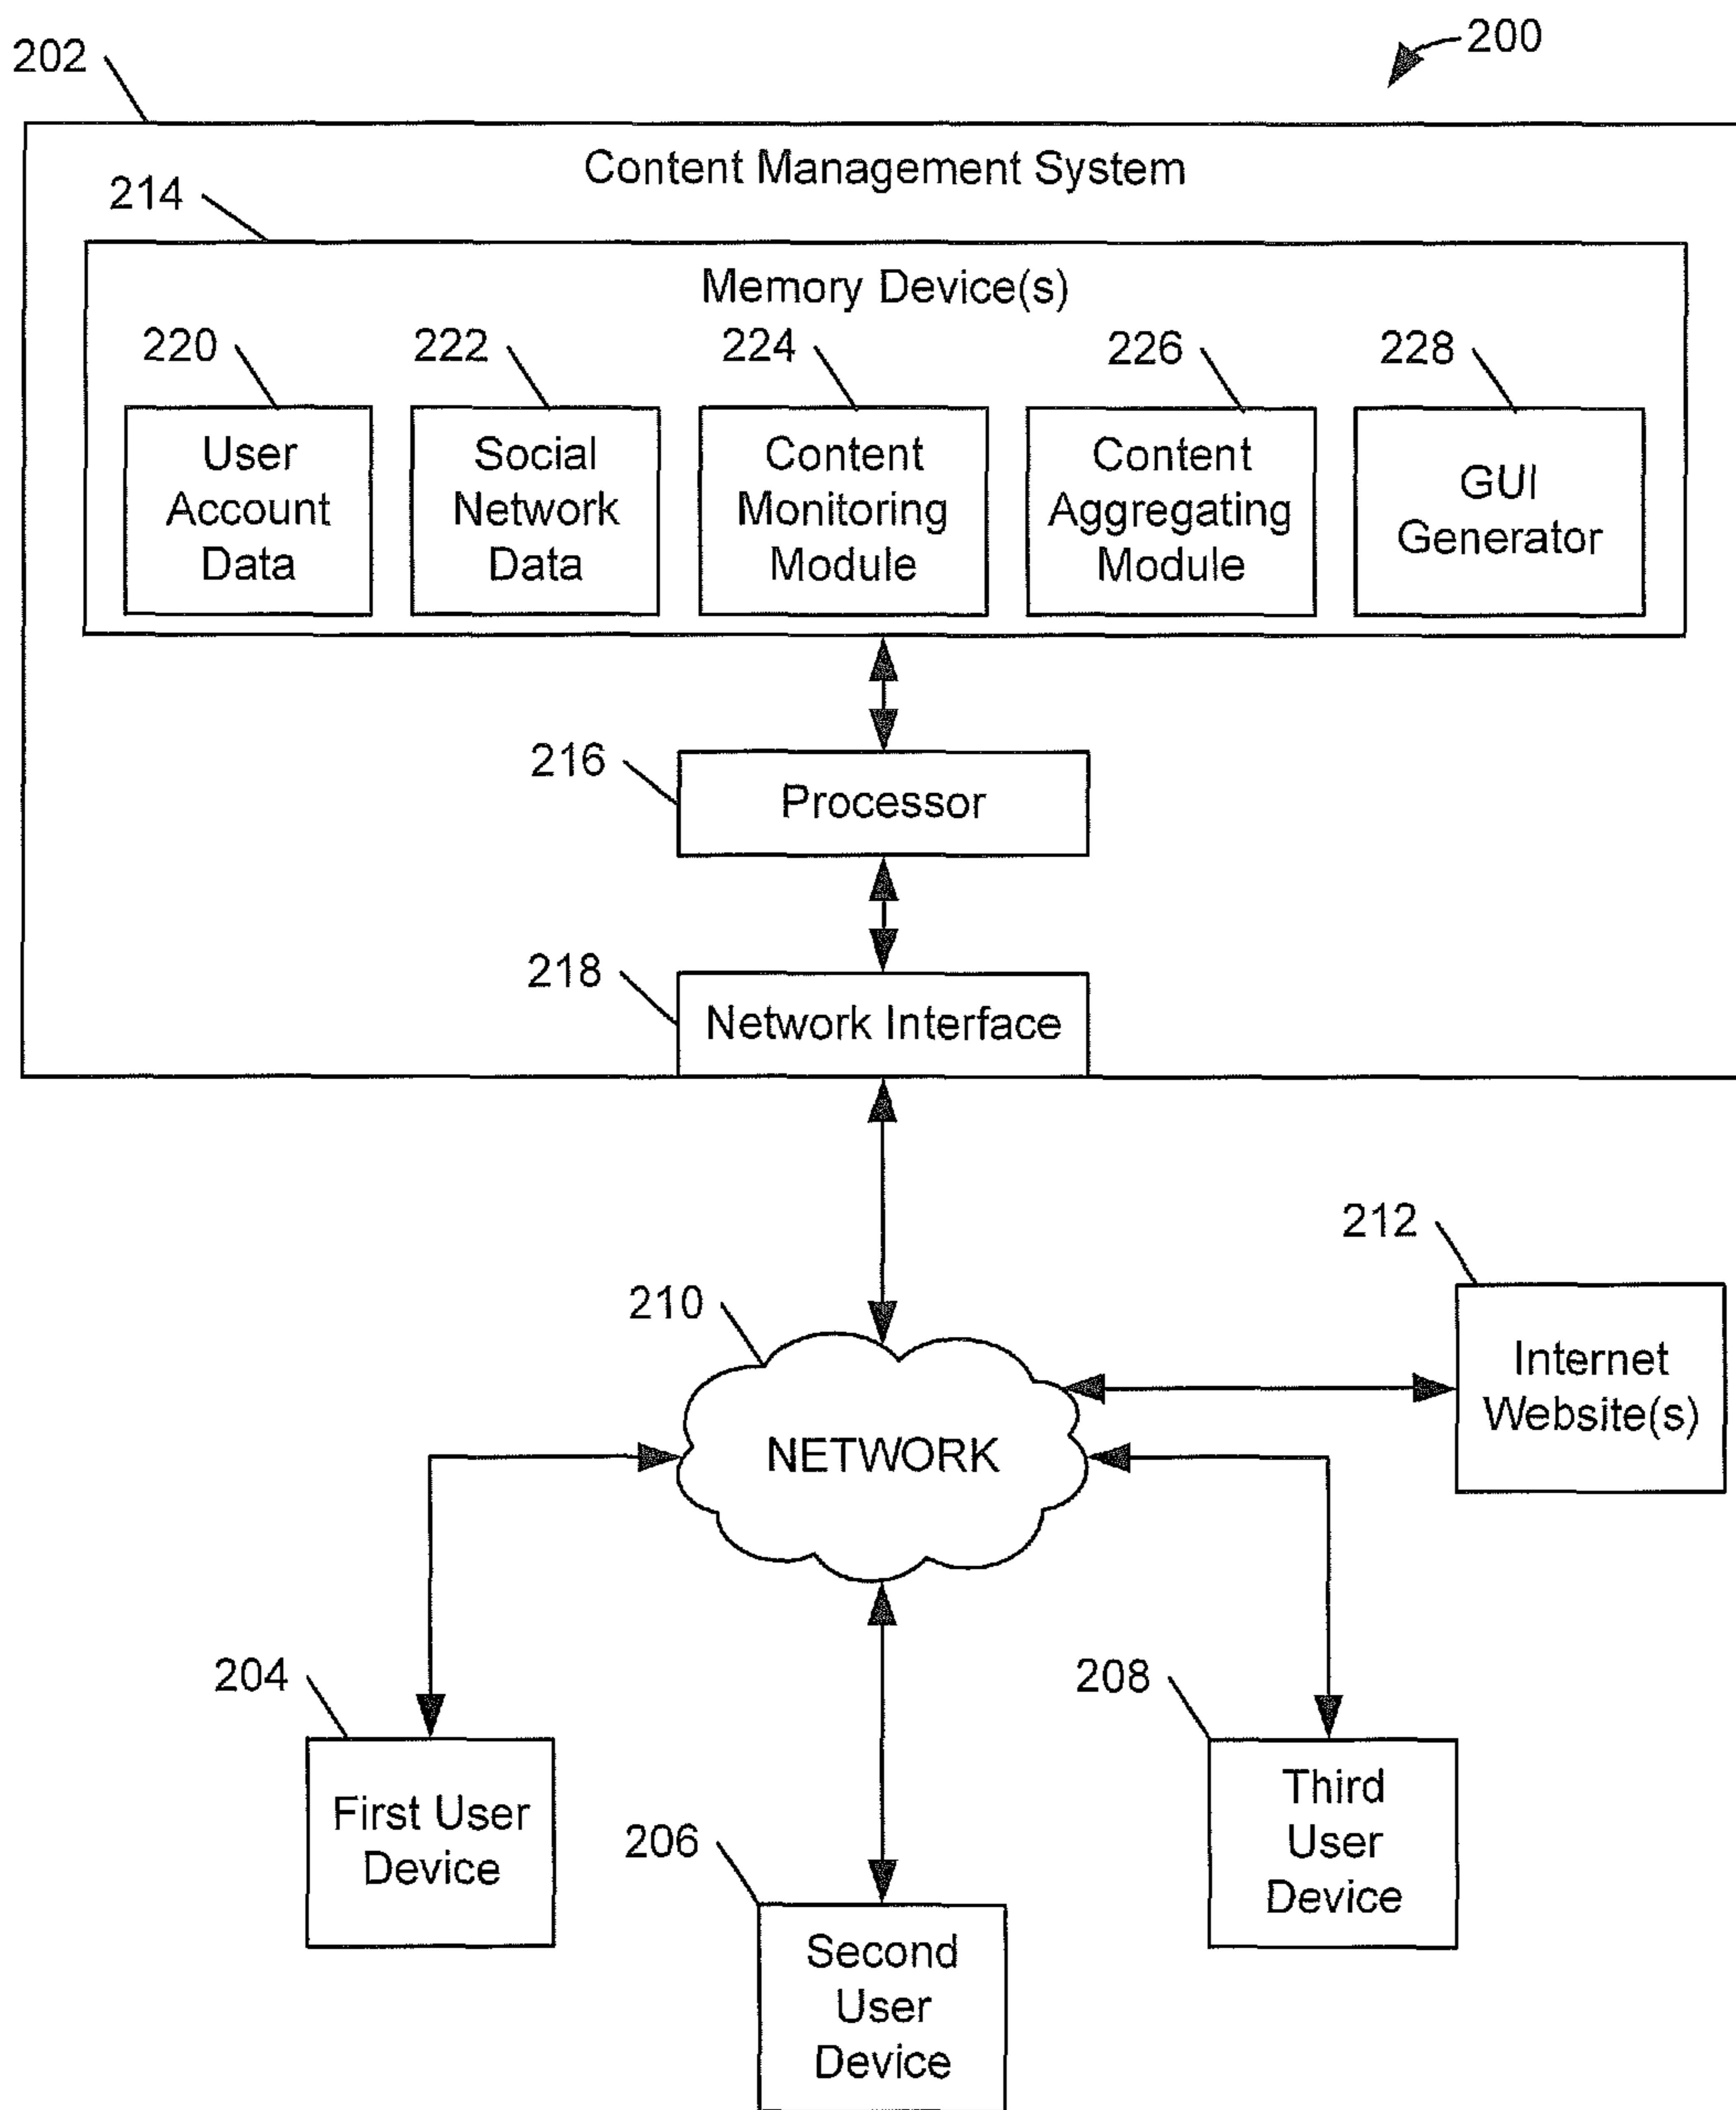 200
202
Content Management System
214
Memory Device(s)
220
222
224
226
228
User
Account
Data
Social
Network
Data
Content
Monitoring
Module
Content
Aggregating
Module
GUI
Generator
216
Processor
218
Network Interface
212
210
Internet
Website(s)
NETWORK
204
208
First User
Device
Third
User
Device
206
Second
User
Device